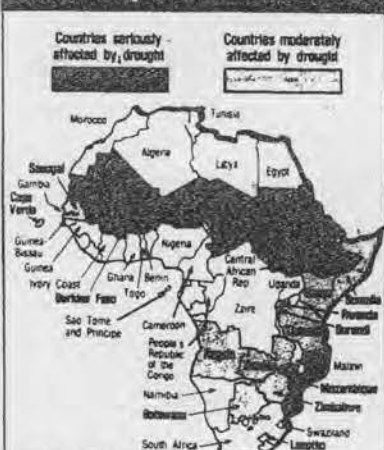 Countries seriously
affected by drought
Countries moderately
affected by drought
Tunisia
Morocco
Algeria
Libya
Egypt
Senegal
Gambia
Cape
Verde
Guinea-
Bissau
Guinea
Ivory Coast
Burkina Faso
Ghana
Togo
Benin
Nigeria
Sao Tome
and Principe
Cameroon
People's
Republic
of the
Congo
Central
African
Rep
Zaire
Uganda
Somalia
Rwanda
Burundi
Angola
Malawi
Mozambique
Zimbabwe
Namibia
Botswana
Swaziland
Lesotho
South Africa